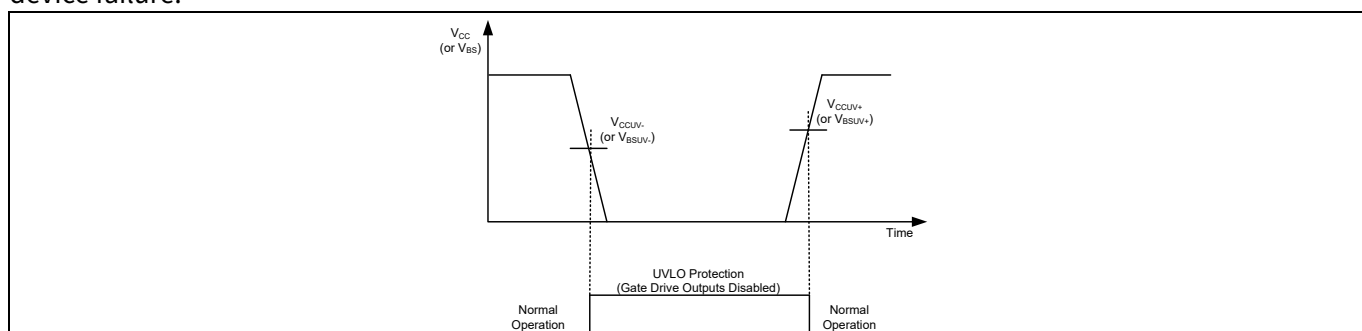 device failure.
VCC
(or VBS)
VCCUV-
(or VBSUV-)
VCCUV+
(or VBSUV+)
Time
UVLO Protection
(Gate Drive Outputs Disabled)
Normal
Operation
Normal
Operation